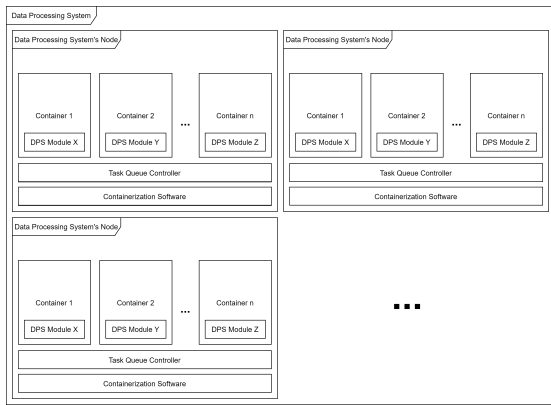 Data Processing System
Data Processing System's Node
Container 1
Container 2
...
Container n
DPS Module X
DPS Module Y
DPS Module Z
Task Queue Controller
Containerization Software
Data Processing System's Node
Container 1
Container 2
...
Container n
DPS Module X
DPS Module Y
DPS Module Z
Task Queue Controller
Containerization Software
Data Processing System's Node
Container 1
Container 2
...
Container n
DPS Module X
DPS Module Y
DPS Module Z
Task Queue Controller
Containerization Software
...